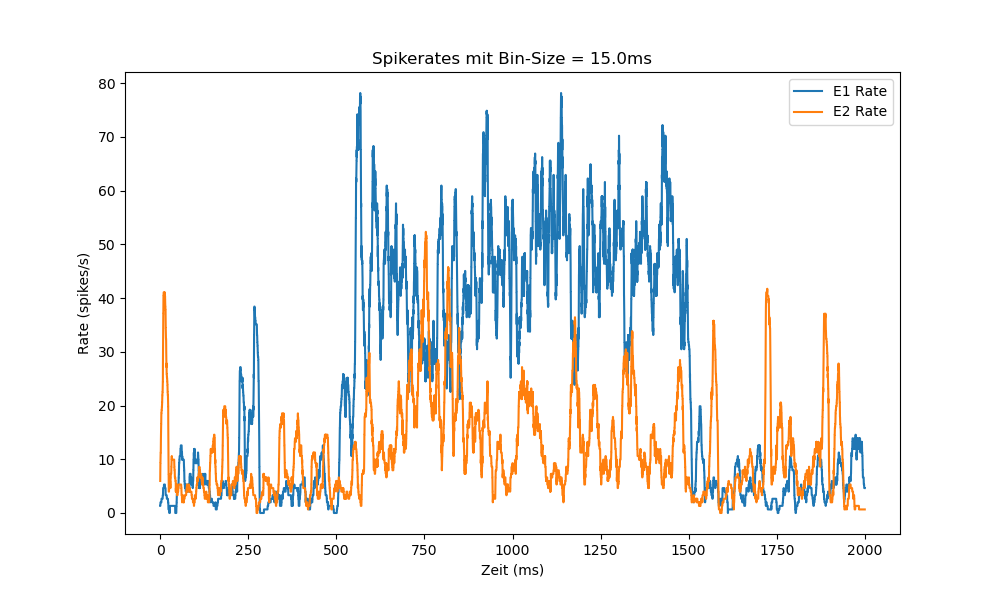 Spikerates mit Bin-Size = 15.0ms
E1 Rate
E2 Rate
80
70
60
50
40
30
20
10
0
Rate (spikes/s)
0 250 500 750 1000 1250 1500 1750 2000
Zeit (ms)